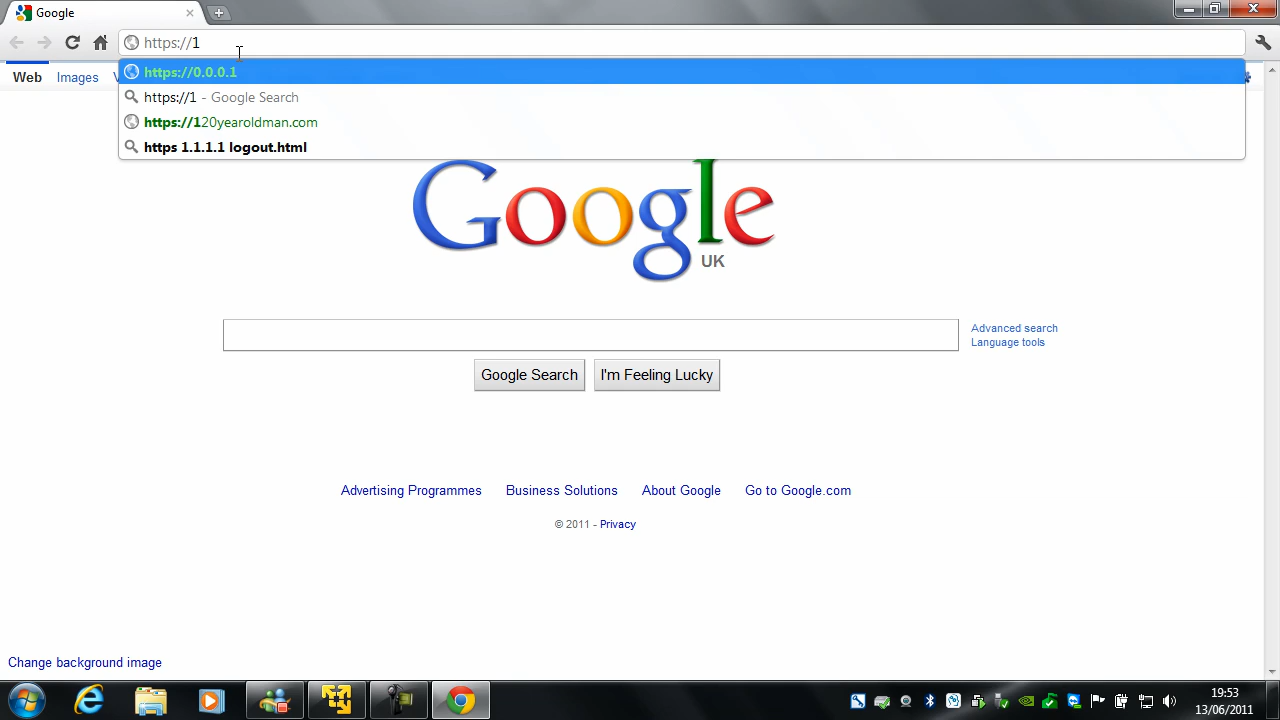 Google
https://1
https://0.0.0.1
https://1 - Google Search
https://120yearoldman.com
https 1.1.1.1 logout.html
Web
Images
Google
UK
Advanced search
Language tools
Google Search
I'm Feeling Lucky
Advertising Programmes
Business Solutions
About Google
Go to Google.com
© 2011 - Privacy
Change background image
19:53
13/06/2011